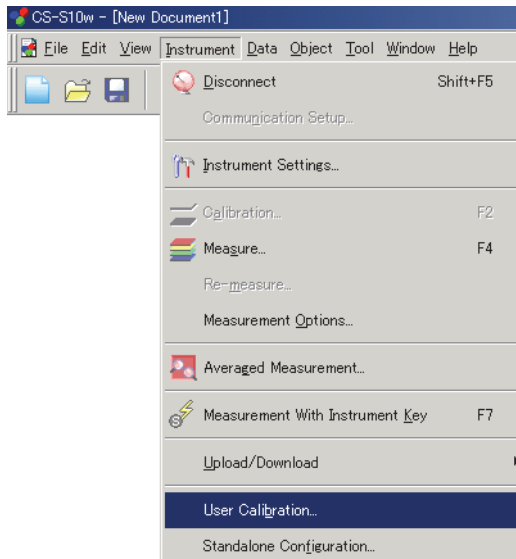 CS-S10w - [New Document1]
File Edit View Instrument Data Object Tool Window Help
Disconnect Shift+F5
Communication Setup...
Instrument Settings...
Calibration... F2
Measure... F4
Re-measure...
Measurement Options...
Averaged Measurement...
Measurement With Instrument Key F7
Upload/Download
User Calibration...
Standalone Configuration...